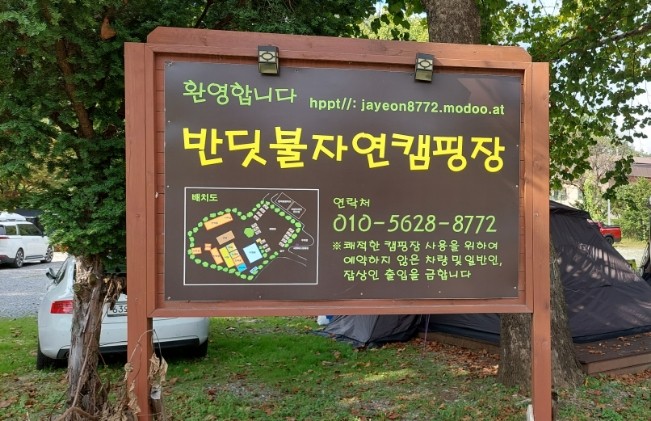 환영합니다 hppt//: jayeon8772.modoo.at
반딧불자연캠핑장
배치도
연락처
010-5628-8772
※쾌적한 캠핑장 사용을 위하여
예약하지 않은 차량 및 일반인,
잡상인 출입을 금합니다